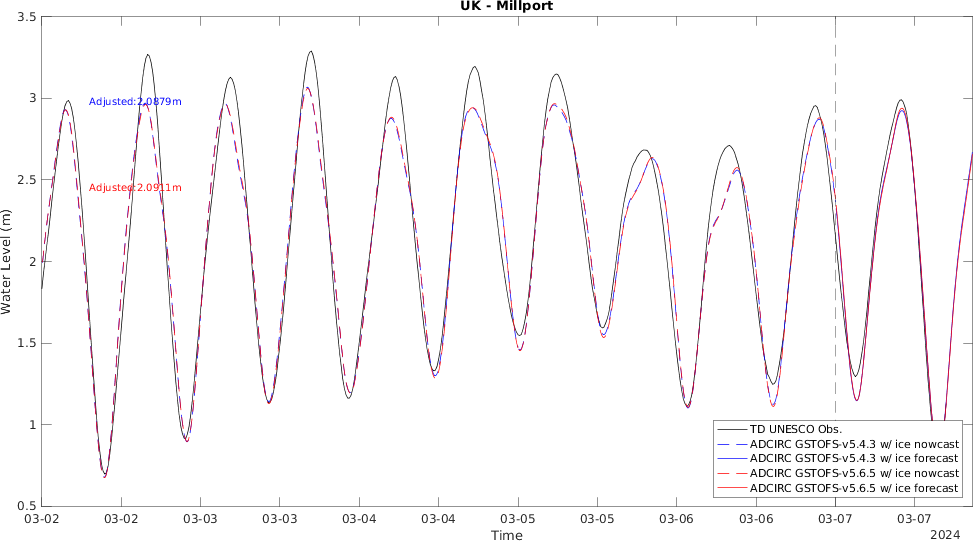 UK - Millport
3.5
3
2.5
2
1.5
1
0.5
Water Level (m)
Adjusted:2.0879m
Adjusted:2.0911m
TD UNESCO Obs.
ADCIRC GSTOFS-v5.4.3 w/ ice nowcast
ADCIRC GSTOFS-v5.4.3 w/ ice forecast
ADCIRC GSTOFS-v5.6.5 w/ ice nowcast
ADCIRC GSTOFS-v5.6.5 w/ ice forecast
03-02 03-02 03-03 03-03 03-04 03-04 03-05 03-05 03-06 03-06 03-07 03-07
Time
2024